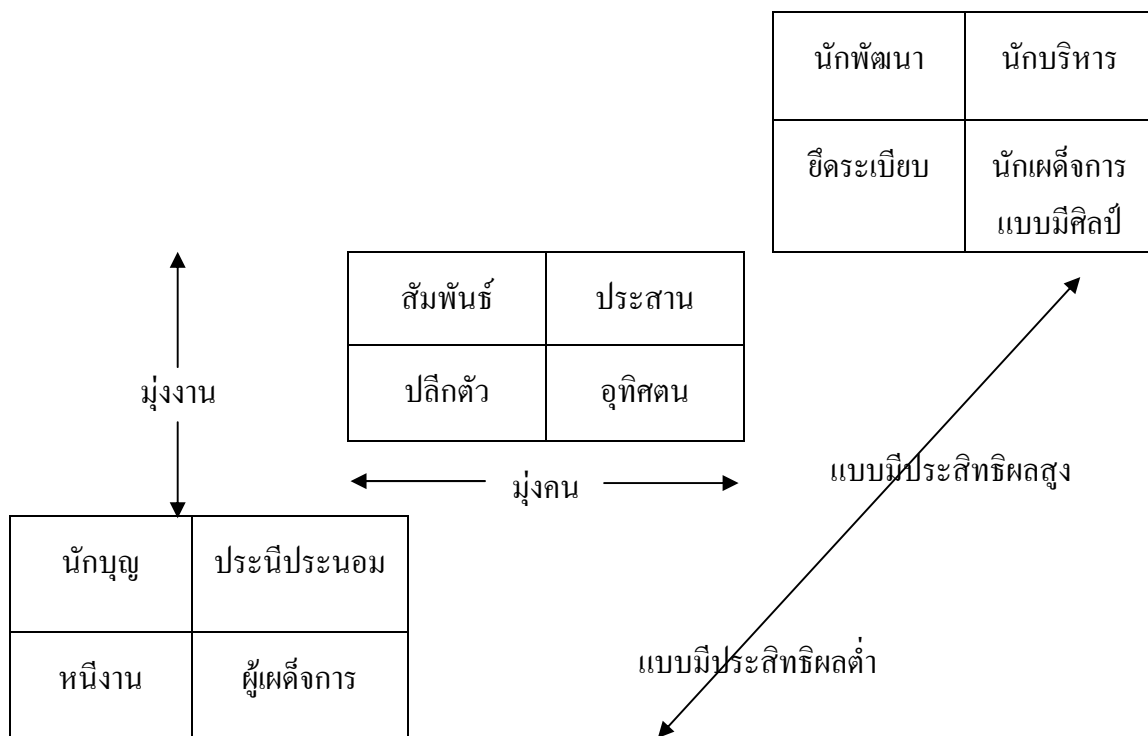 นักพัฒนา นักบริหาร
ยึดระเบียบ นักเผด็จการ
แบบมีศิลป์
สัมพันธ์ ประสาน
ปลีกตัว อุทิศตน
มุ่งงาน
มุ่งคน
แบบมีประสิทธิผลสูง
นักบุญ ประนีประนอม
หนีงาน ผู้เผด็จการ
แบบมีประสิทธิผลต่ำ